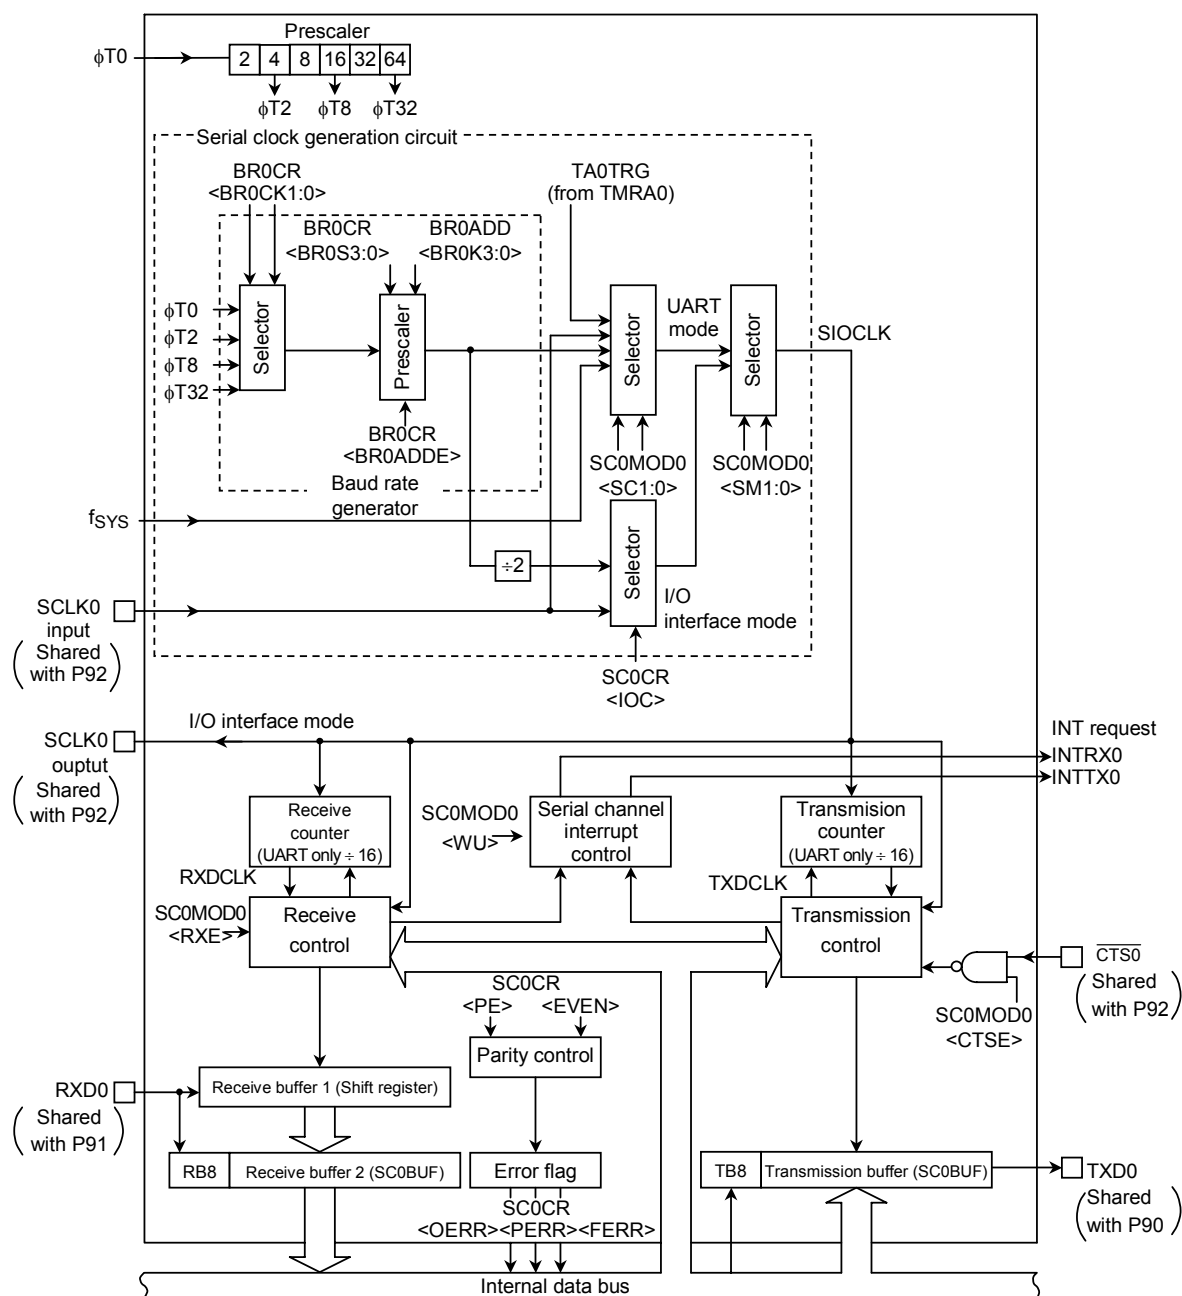 Prescaler
ϕT0
2 4 8 16 32 64
ϕT2 ϕT8 ϕT32
Serial clock generation circuit
BR0CR
<BR0CK1:0>
TA0TRG
(from TMRA0)
BR0CR
<BR0S3:0>
BR0ADD
<BR0K3:0>
ϕT0
ϕT2
ϕT8
ϕT32
Selector
Prescaler
Selector
UART
mode
Selector
SIOCLK
BR0CR
<BR0ADDE>
SC0MOD0
<SC1:0>
SC0MOD0
<SM1:0>
Baud rate
generator
fSYS
÷2
Selector
I/O
interface mode
SCLK0
input
(Shared
with P92)
SC0CR
<IOC>
I/O interface mode
SCLK0
ouptut
(Shared
with P92)
INT request
INTRX0
INTTX0
Receive
counter
(UART only ÷ 16)
SC0MOD0
<WU>
Serial channel
interrupt
control
Transmision
counter
(UART only ÷ 16)
RXDCLK
TXDCLK
SC0MOD0
<RXE>
Receive
control
Transmission
control
CTS0
(Shared
with P92)
SC0MOD0
<CTSE>
SC0CR
<PE> <EVEN>
Parity control
RXD0
(Shared
with P91)
Receive buffer 1 (Shift register)
RB8 Receive buffer 2 (SC0BUF)
Error flag
TB8 Transmission buffer (SC0BUF)
TXD0
(Shared
with P90)
SC0CR
<OERR><PERR><FERR>
Internal data bus